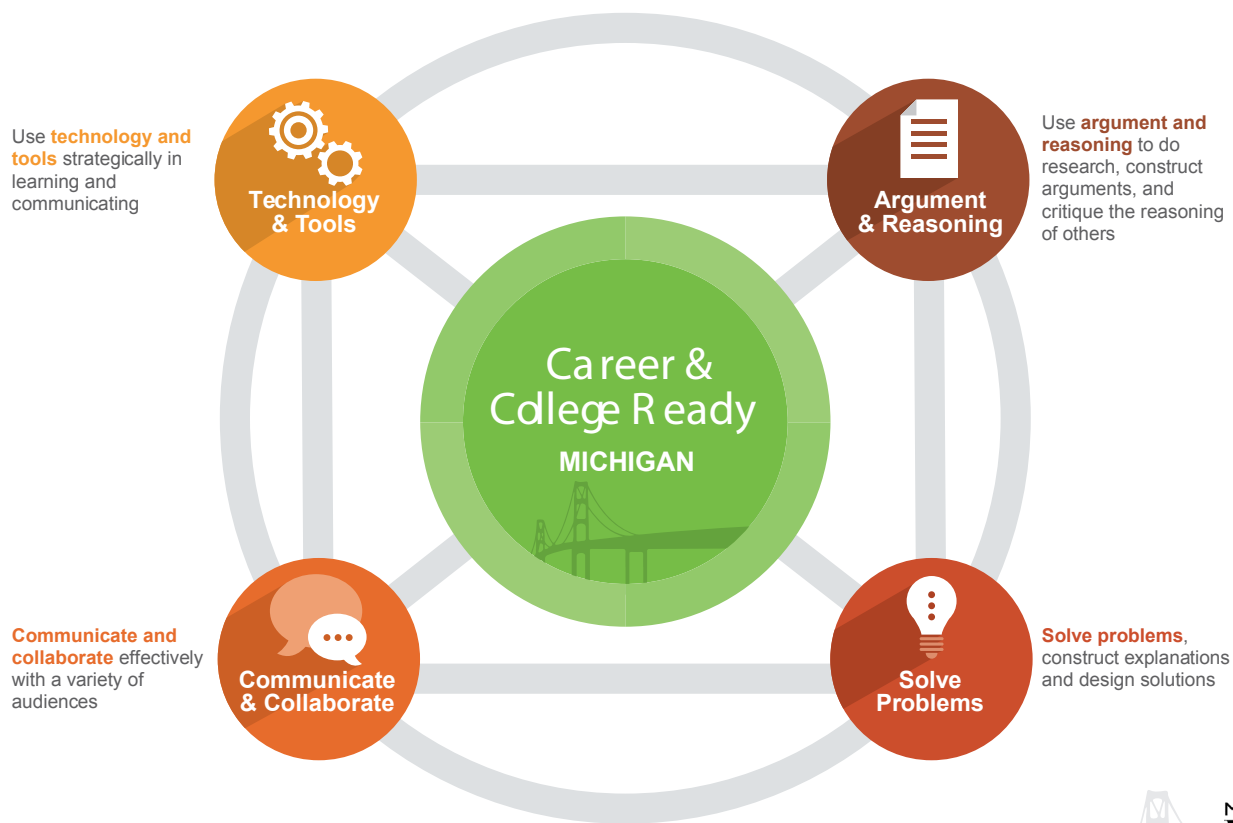 Use technology and
tools strategically in
learning and
communicating
Technology
& Tools
Argument
& Reasoning
Use argument and
reasoning to do
research, construct
arguments, and
critique the reasoning
of others
Career &
College Ready
MICHIGAN
Communicate and
collaborate effectively
with a variety of
audiences
Communicate
& Collaborate
Solve
Problems
Solve problems,
construct explanations
and design solutions